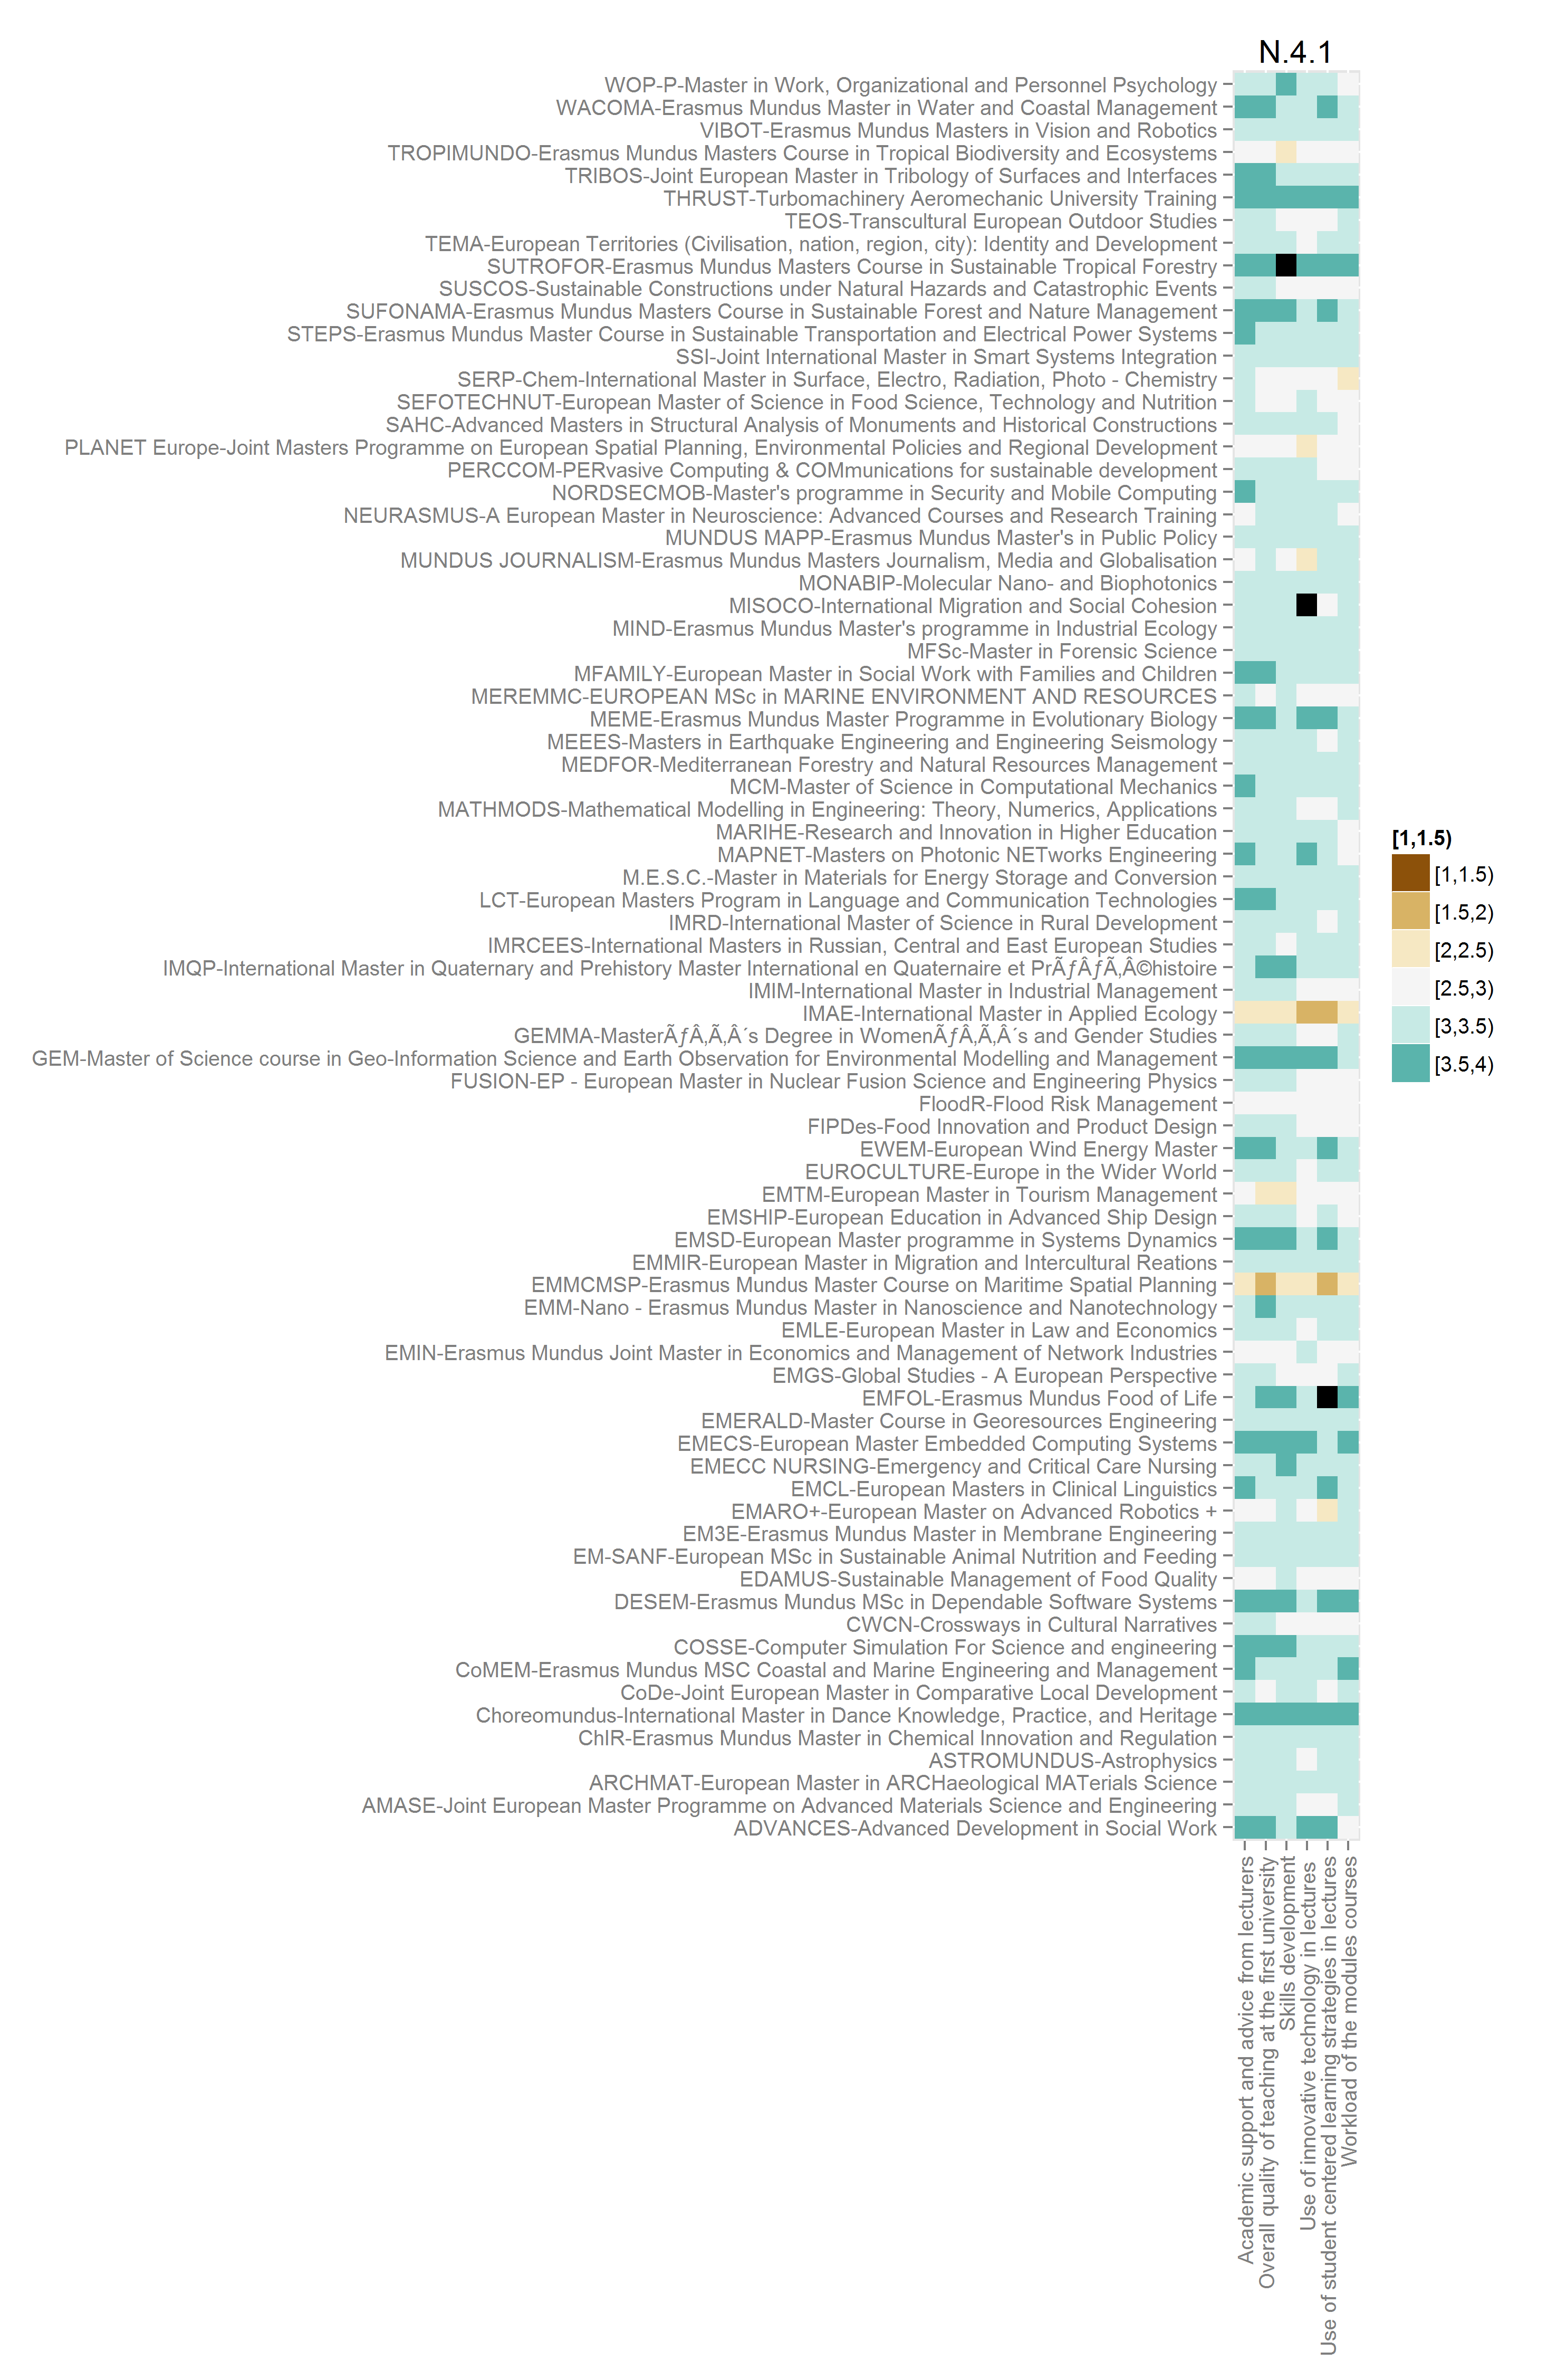 N.4.1
WOP-P-Master in Work, Organizational and Personnel Psychology
WACOMA-Erasmus Mundus Master in Water and Coastal Management
VIBOT-Erasmus Mundus Masters in Vision and Robotics
TROPIMUNDO-Erasmus Mundus Masters Course in Tropical Biodiversity and Ecosystems
TRIBOS-Joint European Master in Tribology of Surfaces and Interfaces
THRUST-Turbomachinery Aeromechanic University Training
TEOS-Transcultural European Outdoor Studies
TEMA-European Territories (Civilisation, nation, region, city): Identity and Development
SUTROFOR-Erasmus Mundus Masters Course in Sustainable Tropical Forestry
SUSCOS-Sustainable Constructions under Natural Hazards and Catastrophic Events
SUFONAMA-Erasmus Mundus Masters Course in Sustainable Forest and Nature Management
STEPS-Erasmus Mundus Master Course in Sustainable Transportation and Electrical Power Systems
SSI-Joint International Master in Smart Systems Integration
SERP-Chem-International Master in Surface, Electro, Radiation, Photo - Chemistry
SEFOTECHNUT-European Master of Science in Food Science, Technology and Nutrition
SAHC-Advanced Masters in Structural Analysis of Monuments and Historical Constructions
PLANET Europe-Joint Masters Programme on European Spatial Planning, Environmental Policies and Regional Development
PERCCOM-PERvasive Computing & COMmunications for sustainable development
NORDSECMOB-Master's programme in Security and Mobile Computing
NEURASMUS-A European Master in Neuroscience: Advanced Courses and Research Training
MUNDUS MAPP-Erasmus Mundus Master's in Public Policy
MUNDUS JOURNALISM-Erasmus Mundus Masters Journalism, Media and Globalisation
MONABIP-Molecular Nano- and Biophotonics
MISOCO-International Migration and Social Cohesion
MIND-Erasmus Mundus Master's programme in Industrial Ecology
MFSc-Master in Forensic Science
MFAMILY-European Master in Social Work with Families and Children
MEREMMC-EUROPEAN MSc in MARINE ENVIRONMENT AND RESOURCES
MEME-Erasmus Mundus Master Programme in Evolutionary Biology
MEEES-Masters in Earthquake Engineering and Engineering Seismology
MEDFOR-Mediterranean Forestry and Natural Resources Management
MCM-Master of Science in Computational Mechanics
MATHMODS-Mathematical Modelling in Engineering: Theory, Numerics, Applications
MARIHE-Research and Innovation in Higher Education
MAPNET-Masters on Photonic NETworks Engineering
M.E.S.C.-Master in Materials for Energy Storage and Conversion
LCT-European Masters Program in Language and Communication Technologies
IMRD-International Master of Science in Rural Development
IMRCEES-International Masters in Russian, Central and East European Studies
IMQP-International Master in Quaternary and Prehistory Master International en Quaternaire et PrÃƒÂƒÃ‚Â©histoire
IMIM-International Master in Industrial Management
IMAE-International Master in Applied Ecology
GEMMA-MasterÃƒÂ‚Ã‚Â´s Degree in WomenÃƒÂ‚Ã‚Â´s and Gender Studies
GEM-Master of Science course in Geo-Information Science and Earth Observation for Environmental Modelling and Management
FUSION-EP - European Master in Nuclear Fusion Science and Engineering Physics
FloodR-Flood Risk Management
FIPDes-Food Innovation and Product Design
EWEM-European Wind Energy Master
EUROCULTURE-Europe in the Wider World
EMTM-European Master in Tourism Management
EMSHIP-European Education in Advanced Ship Design
EMSD-European Master programme in Systems Dynamics
EMMIR-European Master in Migration and Intercultural Reations
EMMCMSP-Erasmus Mundus Master Course on Maritime Spatial Planning
EMM-Nano - Erasmus Mundus Master in Nanoscience and Nanotechnology
EMLE-European Master in Law and Economics
EMIN-Erasmus Mundus Joint Master in Economics and Management of Network Industries
EMGS-Global Studies - A European Perspective
EMFOL-Erasmus Mundus Food of Life
EMERALD-Master Course in Georesources Engineering
EMECS-European Master Embedded Computing Systems
EMECC NURSING-Emergency and Critical Care Nursing
EMCL-European Masters in Clinical Linguistics
EMARO+-European Master on Advanced Robotics +
EM3E-Erasmus Mundus Master in Membrane Engineering
EM-SANF-European MSc in Sustainable Animal Nutrition and Feeding
EDAMUS-Sustainable Management of Food Quality
DESEM-Erasmus Mundus MSc in Dependable Software Systems
CWCN-Crossways in Cultural Narratives
COSSE-Computer Simulation For Science and engineering
CoMEM-Erasmus Mundus MSC Coastal and Marine Engineering and Management
CoDe-Joint European Master in Comparative Local Development
Choreomundus-International Master in Dance Knowledge, Practice, and Heritage
ChIR-Erasmus Mundus Master in Chemical Innovation and Regulation
ASTROMUNDUS-Astrophysics
ARCHMAT-European Master in ARCHaeological MATerials Science
AMASE-Joint European Master Programme on Advanced Materials Science and Engineering
ADVANCES-Advanced Development in Social Work
Academic support and advice from lecturers
Overall quality of teaching at the first university
Skills development
Use of innovative technology in lectures
Use of student centered learning strategies in lectures
Workload of the modules courses
[1,1.5)
[1,1.5)
[1.5,2)
[2,2.5)
[2.5,3)
[3,3.5)
[3.5,4)